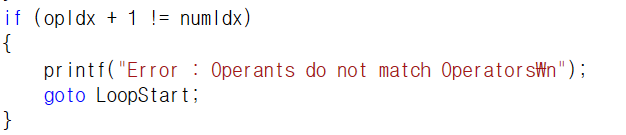 if (opIdx + 1 != numIdx)
{
    printf("Error : Operants do not match Operators₩n");
    goto LoopStart;
}